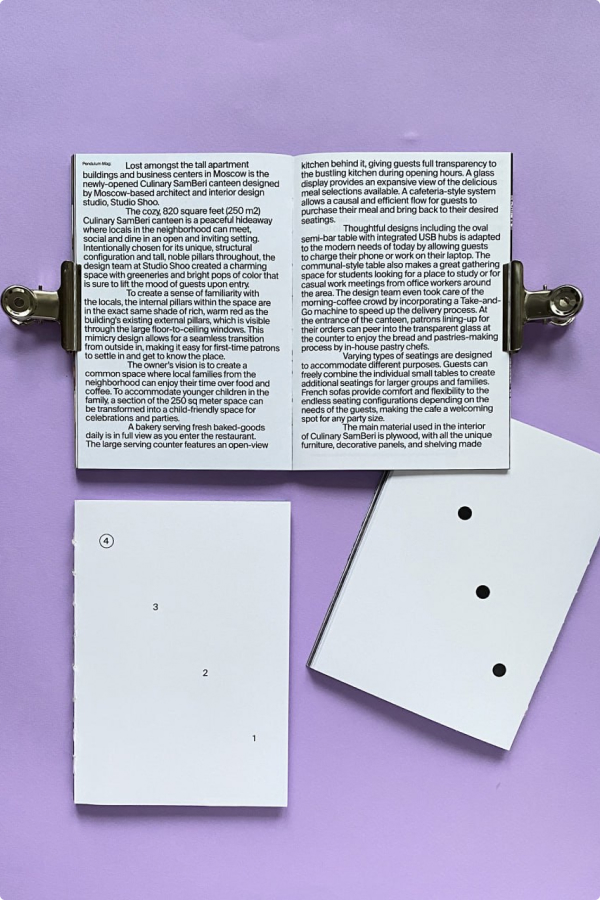 Pendulum Mag
Lost amongst the tall apartment
buildings and business centers in Moscow is the
newly-opened Culinary SamBeri canteen designed
by Moscow-based architect and interior design
studio, Studio Shoo.
The cozy, 820 square feet (250 m2)
Culinary SamBeri canteen is a peaceful hideaway
where locals in the neighborhood can meet,
social and dine in an open and inviting setting.
Intentionally chosen for its unique, structural
configuration and tall, noble pillars throughout, the
design team at Studio Shoo created a charming
space with greeneries and bright pops of color that
is sure to lift the mood of guests upon entry.
To create a sense of familiarity with
the locals, the internal pillars within the space are
in the exact same shade of rich, warm red as the
building's existing external pillars, which is visible
through the large floor-to-ceiling windows. This
mimicry design allows for a seamless transition
from outside in, making it easy for first-time patrons
to settle in and get to know the place.
The owner's vision is to create a
common space where local families from the
neighborhood can enjoy their time over food and
coffee. To accommodate younger children in the
family, a section of the 250 sq meter space can
be transformed into a child-friendly space for
celebrations and parties.
A bakery serving fresh baked-goods
daily is in full view as you enter the restaurant.
The large serving counter features an open-view
kitchen behind it, giving guests full transparency to
the bustling kitchen during opening hours. A glass
display provides an expansive view of the delicious
meal selections available. A cafeteria-style system
allows a causal and efficient flow for guests to
purchase their meal and bring back to their desired
seatings.
Thoughtful designs including the oval
semi-bar table with integrated USB hubs is adapted
to the modern needs of today by allowing guests
to charge their phone or work on their laptop. The
communal-style table also makes a great gathering
space for students looking for a place to study or for
casual work meetings from office workers around
the area. The design team even took care of the
morning-coffee crowd by incorporating a Take-and-
Go machine to speed up the delivery process. At
the entrance of the canteen, patrons lining-up for
their orders can peer into the transparent glass at
the counter to enjoy the bread and pastries-making
process by in-house pastry chefs.
Varying types of seatings are designed
to accommodate different purposes. Guests can
freely combine the individual small tables to create
additional seatings for larger groups and families.
French sofas provide comfort and flexibility to the
endless seating configurations depending on the
needs of the guests, making the cafe a welcoming
spot for any party size.
The main material used in the interior
of Culinary SamBeri is plywood, with all the unique
furniture, decorative panels, and shelving made
4
3
2
1